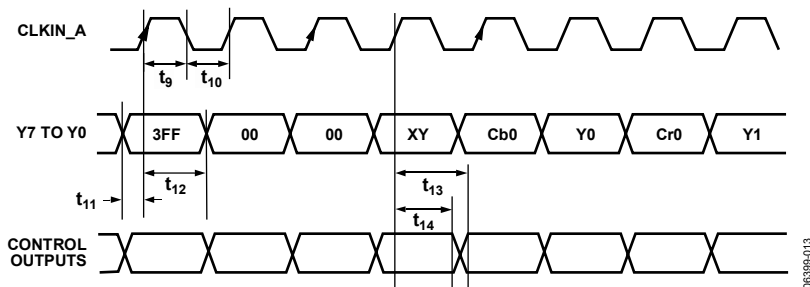 CLKIN_A
t9 t10
Y7 TO Y0 3FF 00 00 XY Cb0 Y0 Cr0 Y1
t12 t13
t11
t14
CONTROL
OUTPUTS
06399-013